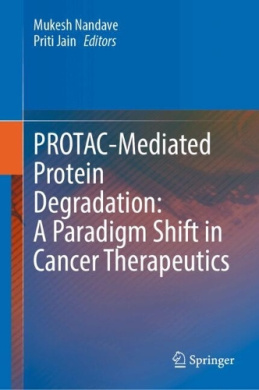 Mukesh Nandave
Priti Jain Editors
PROTAC-Mediated
Protein
Degradation:
A Paradigm Shift in
Cancer Therapeutics
Springer